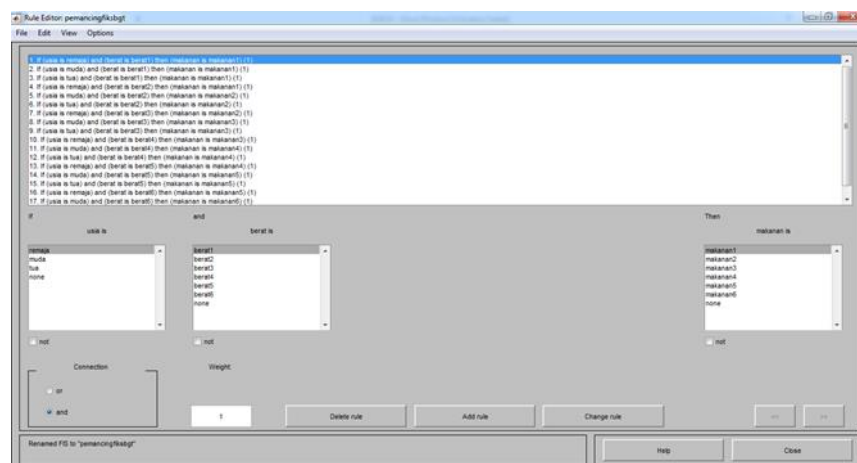 Rule Editor: pemancingfiksbgt
File Edit View Options
1. If (usia is remaja) and (berat is berat1) then (makanan is makanan1) (1)
2. If (usia is muda) and (berat is berat1) then (makanan is makanan1) (1)
3. If (usia is tua) and (berat is berat1) then (makanan is makanan1) (1)
4. If (usia is remaja) and (berat is berat2) then (makanan is makanan1) (1)
5. If (usia is muda) and (berat is berat2) then (makanan is makanan2) (1)
6. If (usia is tua) and (berat is berat2) then (makanan is makanan2) (1)
7. If (usia is remaja) and (berat is berat3) then (makanan is makanan2) (1)
8. If (usia is muda) and (berat is berat3) then (makanan is makanan3) (1)
9. If (usia is tua) and (berat is berat3) then (makanan is makanan3) (1)
10. If (usia is remaja) and (berat is berat4) then (makanan is makanan3) (1)
11. If (usia is muda) and (berat is berat4) then (makanan is makanan4) (1)
12. If (usia is tua) and (berat is berat4) then (makanan is makanan4) (1)
13. If (usia is remaja) and (berat is berat5) then (makanan is makanan4) (1)
14. If (usia is muda) and (berat is berat5) then (makanan is makanan5) (1)
15. If (usia is tua) and (berat is berat5) then (makanan is makanan5) (1)
16. If (usia is remaja) and (berat is berat6) then (makanan is makanan5) (1)
17. If (usia is muda) and (berat is berat6) then (makanan is makanan6) (1)
If and Then
usia is berat is makanan is
remaja
muda
tua
none
berat1
berat2
berat3
berat4
berat5
berat6
none
makanan1
makanan2
makanan3
makanan4
makanan5
makanan6
none
not not not
Connection Weight:
or
and
1 Delete rule Add rule Change rule << >>
Renamed FIS to "pemancingfiksbgt"
Help Close